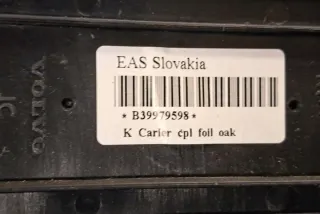 EAS Slovakia
* B39979598 *
K Carier cpl foil oak
VOLVO